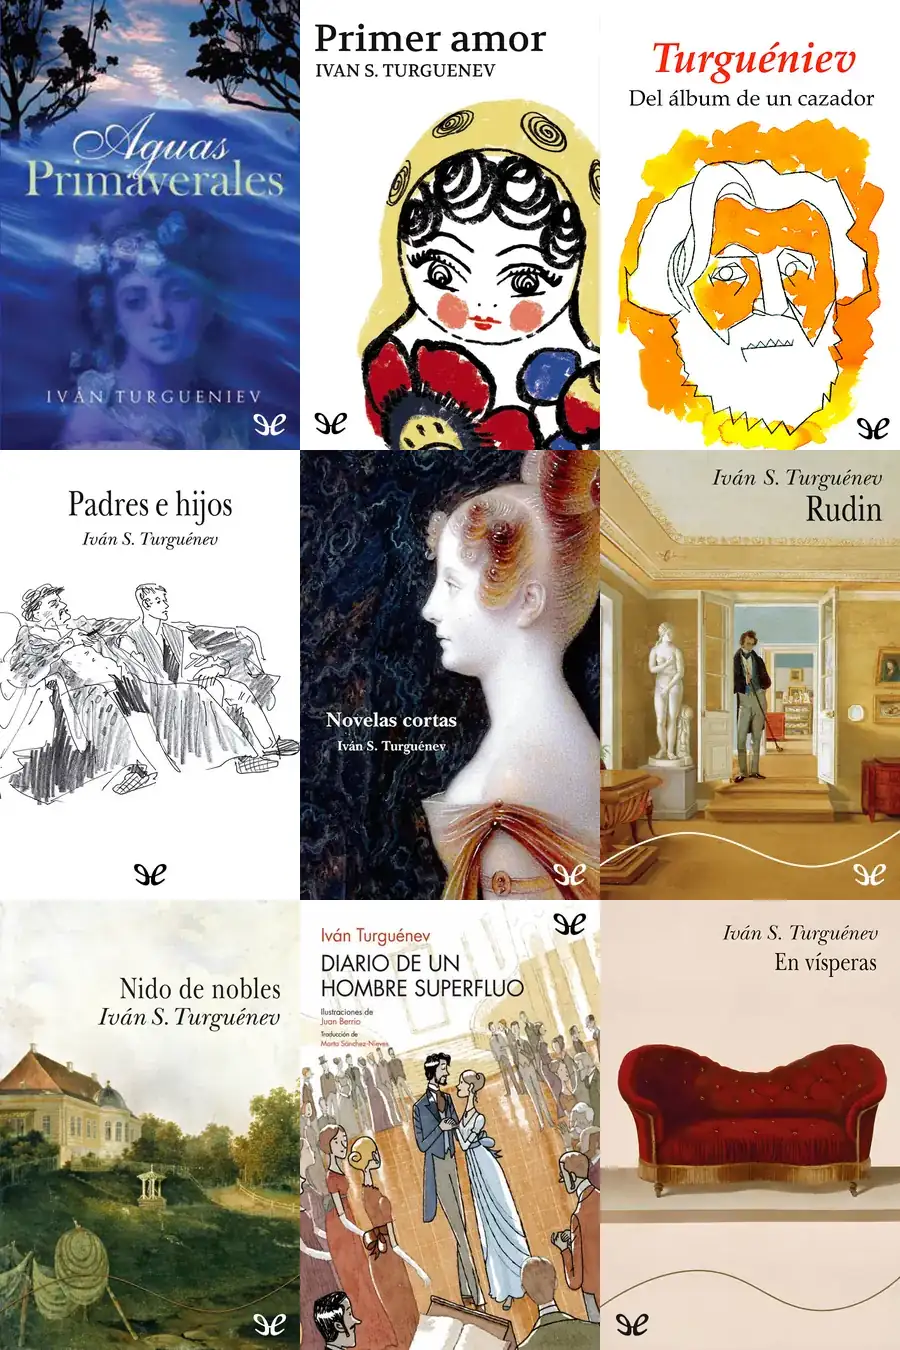 Aguas
Primaverales
IVÁN TURGUENIEV
Primer amor
IVAN S. TURGUENEV
Turguéniev
Del álbum de un cazador
Padres e hijos
Iván S. Turguénev
Novelas cortas
Iván S. Turguénev
Iván S. Turguénev
Rudin
Nido de nobles
Iván S. Turguénev
Iván Turguénev
DIARIO DE UN
HOMBRE SUPERFLUO
Ilustraciones de
Juan Berrio
Traducción de
Marta Sánchez-Nieves
Iván S. Turguénev
En vísperas